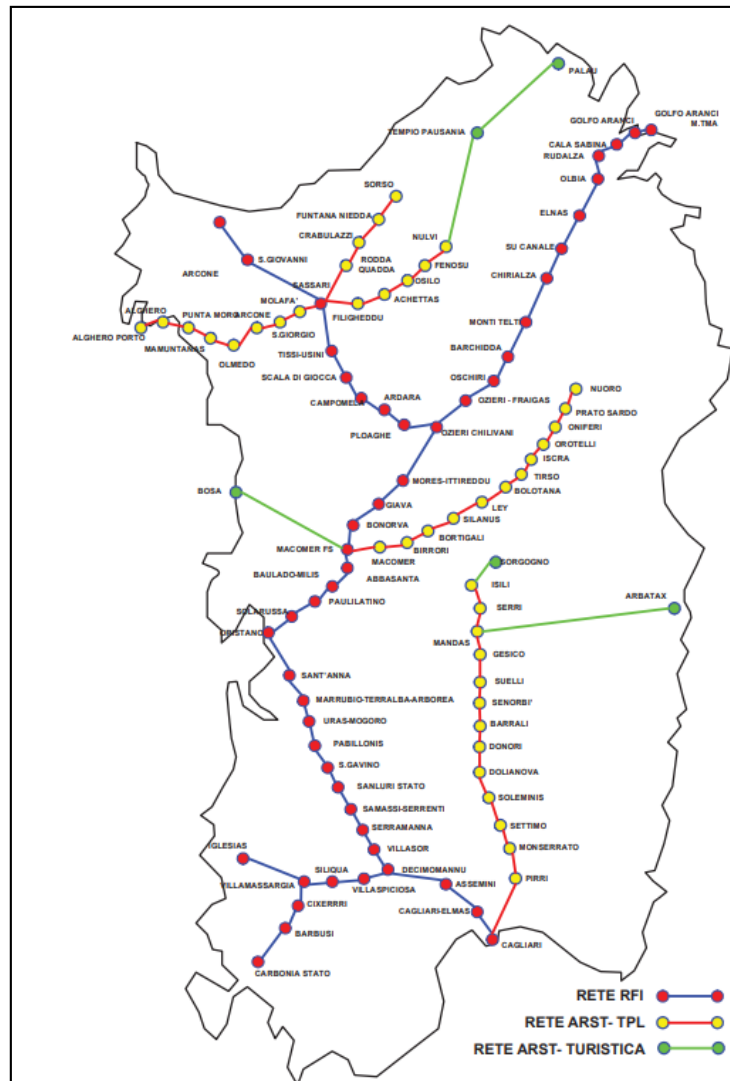 PALAU
GOLFO ARANCI
GOLFO ARANCI
M.TMA
TEMPIO PAUSANIA
CALA SABINA
RUDALZA
OLBIA
SORSO
ELNAS
FUNTANA NIEDDA
CRABULAZZI
NULVI
SU CANALE
S.GIOVANNI
RODDA
QUADDA
FENOSU
ARCONE
OSILO
CHIRIALZA
SASSARI
ACHETTAS
MOLAFA'
ALGHERO
PUNTA MORO
ARCONE
FILIGHEDDU
MONTI TELTI
ALGHERO PORTO
S.GIORGIO
MAMUNTANAS
TISSI-USINI
BARCHIDDA
OLMEDO
SCALA DI GIOCCA
OSCHIRI
NUORO
CAMPOMELA
ARDARA
OZIERI - FRAIGAS
PRATO SARDO
PLOAGHE
OZIERI CHILIVANI
ONIFERI
OROTELLI
ISCRA
MORES-ITTIREDDU
TIRSO
BOSA
BOLOTANA
GIAVA
LEY
BONORVA
SILANUS
BORTIGALI
MACOMER FS
BIRRORI
MACOMER
SORGOGNO
BAULADO-MILIS
ABBASANTA
ISILI
PAULILATINO
SERRI
ARBATAX
SOLARUSSA
ORISTANO
MANDAS
GESICO
SANT'ANNA
SUELLI
MARRUBIO-TERRALBA-ARBOREA
SENORBI'
URAS-MOGORO
BARRALI
PABILLONIS
DONORI
S.GAVINO
DOLIANOVA
SANLURI STATO
SOLEMINIS
SAMASSI-SERRENTI
SETTIMO
SERRAMANNA
IGLESIAS
VILLASOR
MONSERRATO
SILIQUA
DECIMOMANNU
PIRRI
VILLAMASSARGIA
VILLASPICIOSA
ASSEMINI
CIXERRRI
CAGLIARI-ELMAS
BARBUSI
CAGLIARI
CARBONIA STATO
RETE RFI
RETE ARST- TPL
RETE ARST- TURISTICA